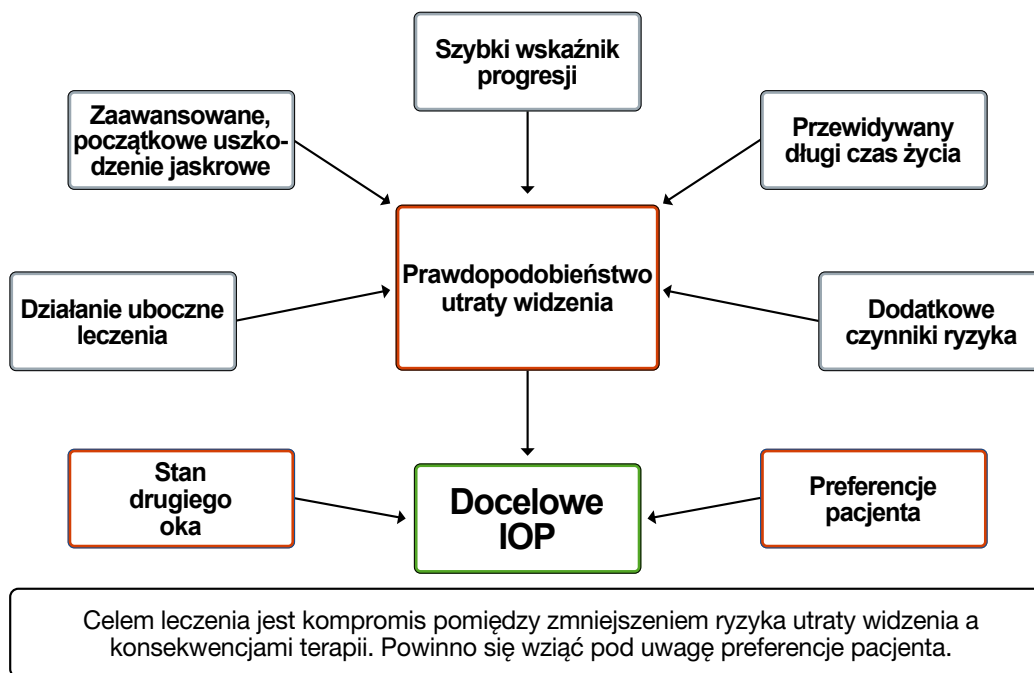 Szybki wskaźnik
progresji
Zaawansowane,
początkowe uszko-
dzenie jaskrowe
Przewidywany
długi czas życia
Prawdopodobieństwo
utraty widzenia
Działanie uboczne
leczenia
Dodatkowe
czynniki ryzyka
Stan
drugiego
oka
Docelowe
IOP
Preferencje
pacjenta
Celem leczenia jest kompromis pomiędzy zmniejszeniem ryzyka utraty widzenia a
konsekwencjami terapii. Powinno się wziąć pod uwagę preferencje pacjenta.